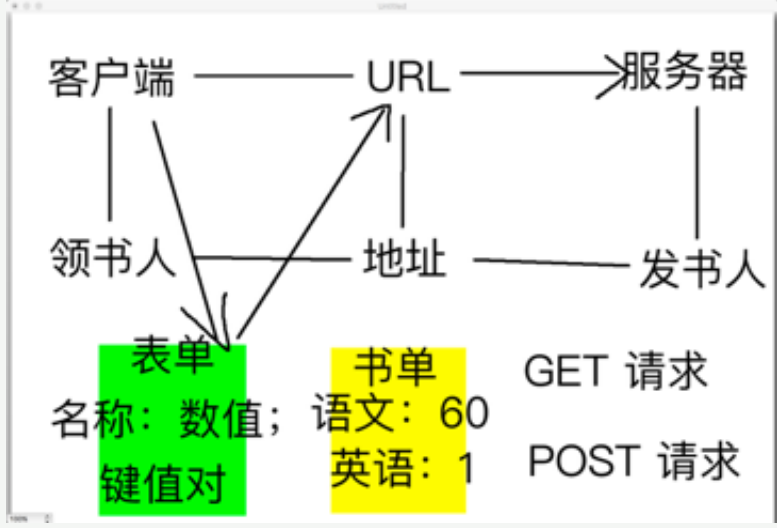 Untitled
客户端 URL 服务器
领书人 地址 发书人
表单 书单 GET 请求
名称：数值； 语文：60
键值对 英语：1 POST 请求
100%